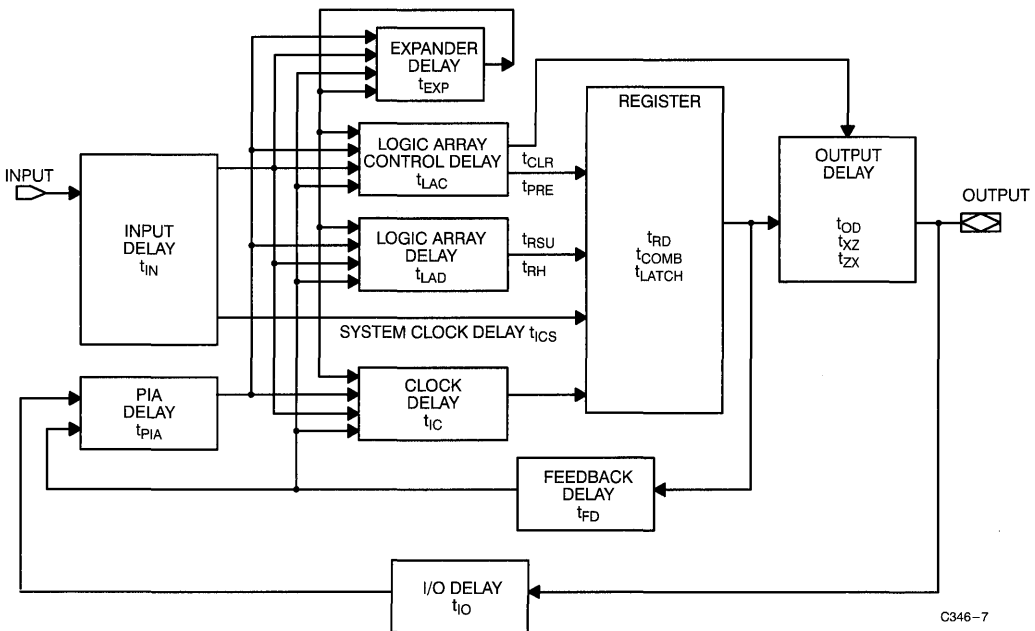 EXPANDER
DELAY
tEXP
REGISTER
LOGIC ARRAY
CONTROL DELAY
tLAC
tCLR
tPRE
OUTPUT
DELAY
tOD
tXZ
tZX
INPUT
OUTPUT
INPUT
DELAY
tIN
LOGIC ARRAY
DELAY
tLAD
tRSU
tRH
tRD
tCOMB
tLATCH
SYSTEM CLOCK DELAY tICS
PIA
DELAY
tPIA
CLOCK
DELAY
tIC
FEEDBACK
DELAY
tFD
I/O DELAY
tIO
C346–7